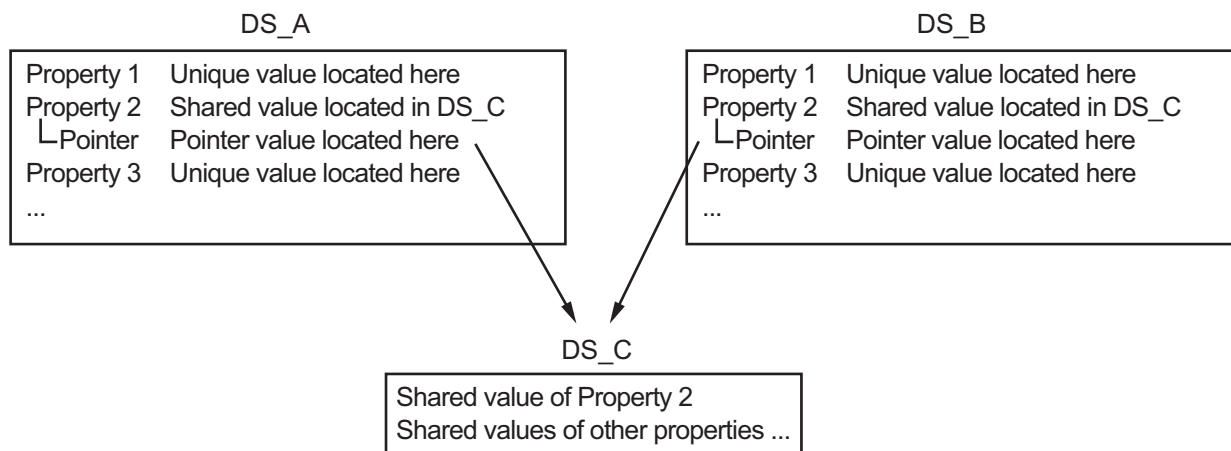 DS_A
Property 1 Unique value located here
Property 2 Shared value located in DS_C
Pointer Pointer value located here
Property 3 Unique value located here
...
DS_B
Property 1 Unique value located here
Property 2 Shared value located in DS_C
Pointer Pointer value located here
Property 3 Unique value located here
...
DS_C
Shared value of Property 2
Shared values of other properties ...